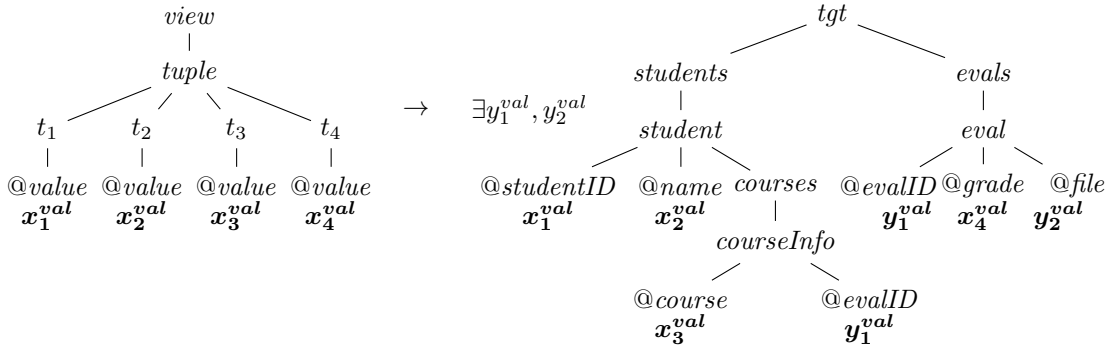 view tgt
tuple students evals
→ ∃y₁ᵛᵃˡ, y₂ᵛᵃˡ
t₁ t₂ t₃ t₄ student eval
@value @value @value @value @studentID @name courses @evalID @grade @file
x₁ᵛᵃˡ x₂ᵛᵃˡ x₃ᵛᵃˡ x₄ᵛᵃˡ x₁ᵛᵃˡ x₂ᵛᵃˡ y₁ᵛᵃˡ x₄ᵛᵃˡ y₂ᵛᵃˡ
courseInfo
@course @evalID
x₃ᵛᵃˡ y₁ᵛᵃˡ